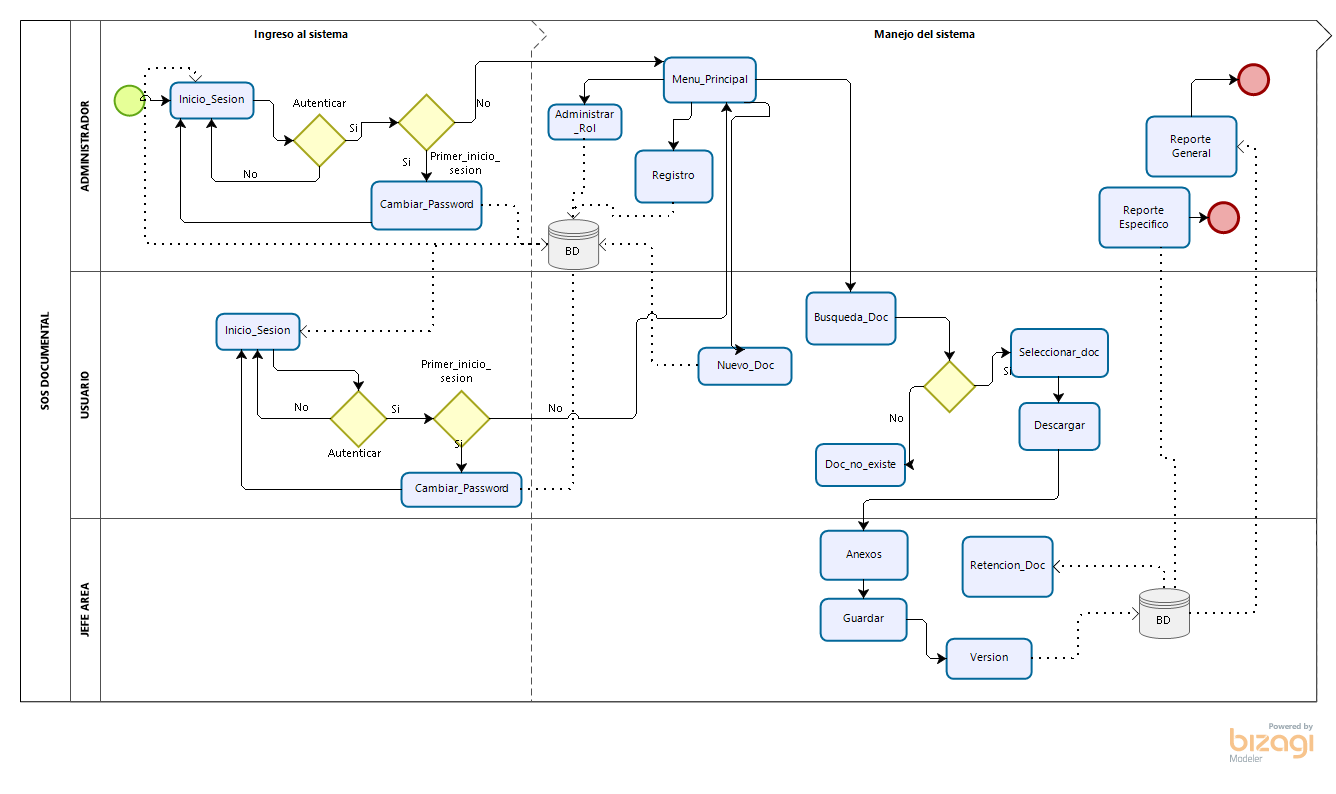 Ingreso al sistema
Manejo del sistema
SOS DOCUMENTAL
ADMINISTRADOR
Inicio_Sesion
Autenticar
Si
No
No
Si
Primer_inicio_
sesion
Cambiar_Password
Menu_Principal
Administrar
_Rol
Registro
BD
Reporte
General
Reporte
Especifico
USUARIO
Inicio_Sesion
No
Autenticar
Si
Primer_inicio_
sesion
Si
No
Cambiar_Password
Nuevo_Doc
Busqueda_Doc
Si
No
Seleccionar_doc
Descargar
Doc_no_existe
JEFE AREA
Anexos
Guardar
Version
Retencion_Doc
BD
Powered by
bizagi
Modeler